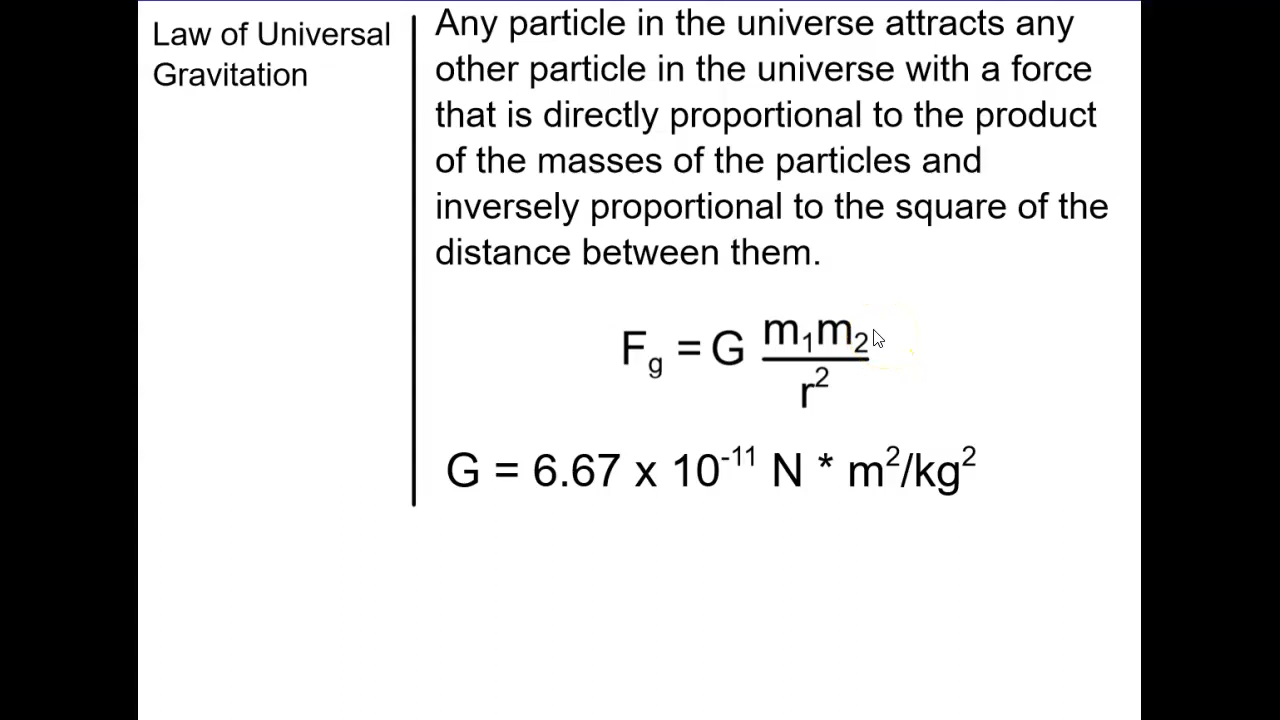 Law of Universal
Gravitation
Any particle in the universe attracts any
other particle in the universe with a force
that is directly proportional to the product
of the masses of the particles and
inversely proportional to the square of the
distance between them.
F_g = G m₁m₂ / r²
G = 6.67 x 10⁻¹¹ N * m²/kg²